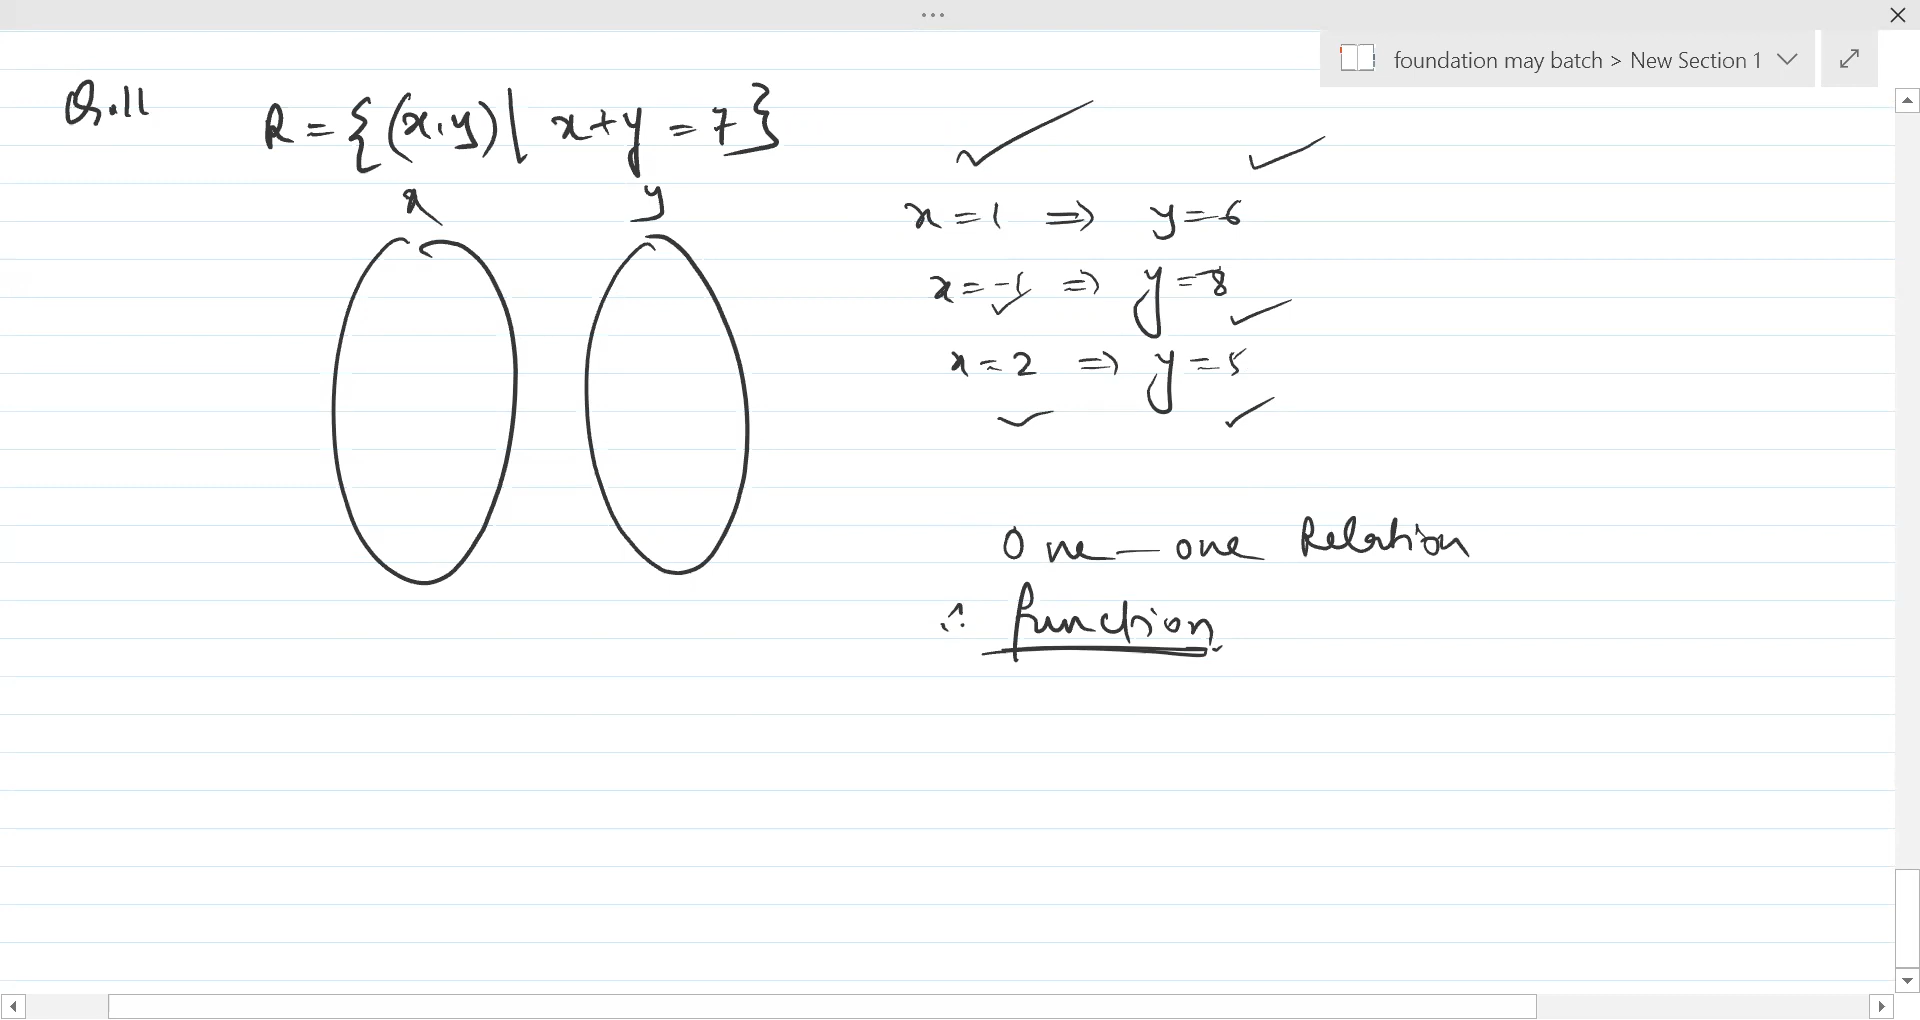 foundation may batch > New Section 1
Q.11
R = {(x,y) | x+y = 7}
x y
x = 1 ⇒ y = 6
x = -1 ⇒ y = 8
x = 2 ⇒ y = 5
One — one Relation
∴ function.